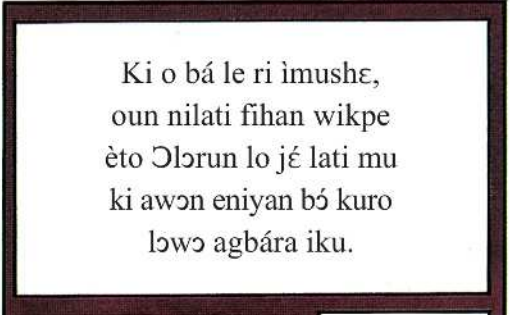 Ki o bá le ri ìmushɛ,
oun nilati fihan wikpe
èto Ɔlɔrun lo jɛ́ lati mu
ki awɔn eniyan bɔ́ kuro
lɔwɔ agbára iku.